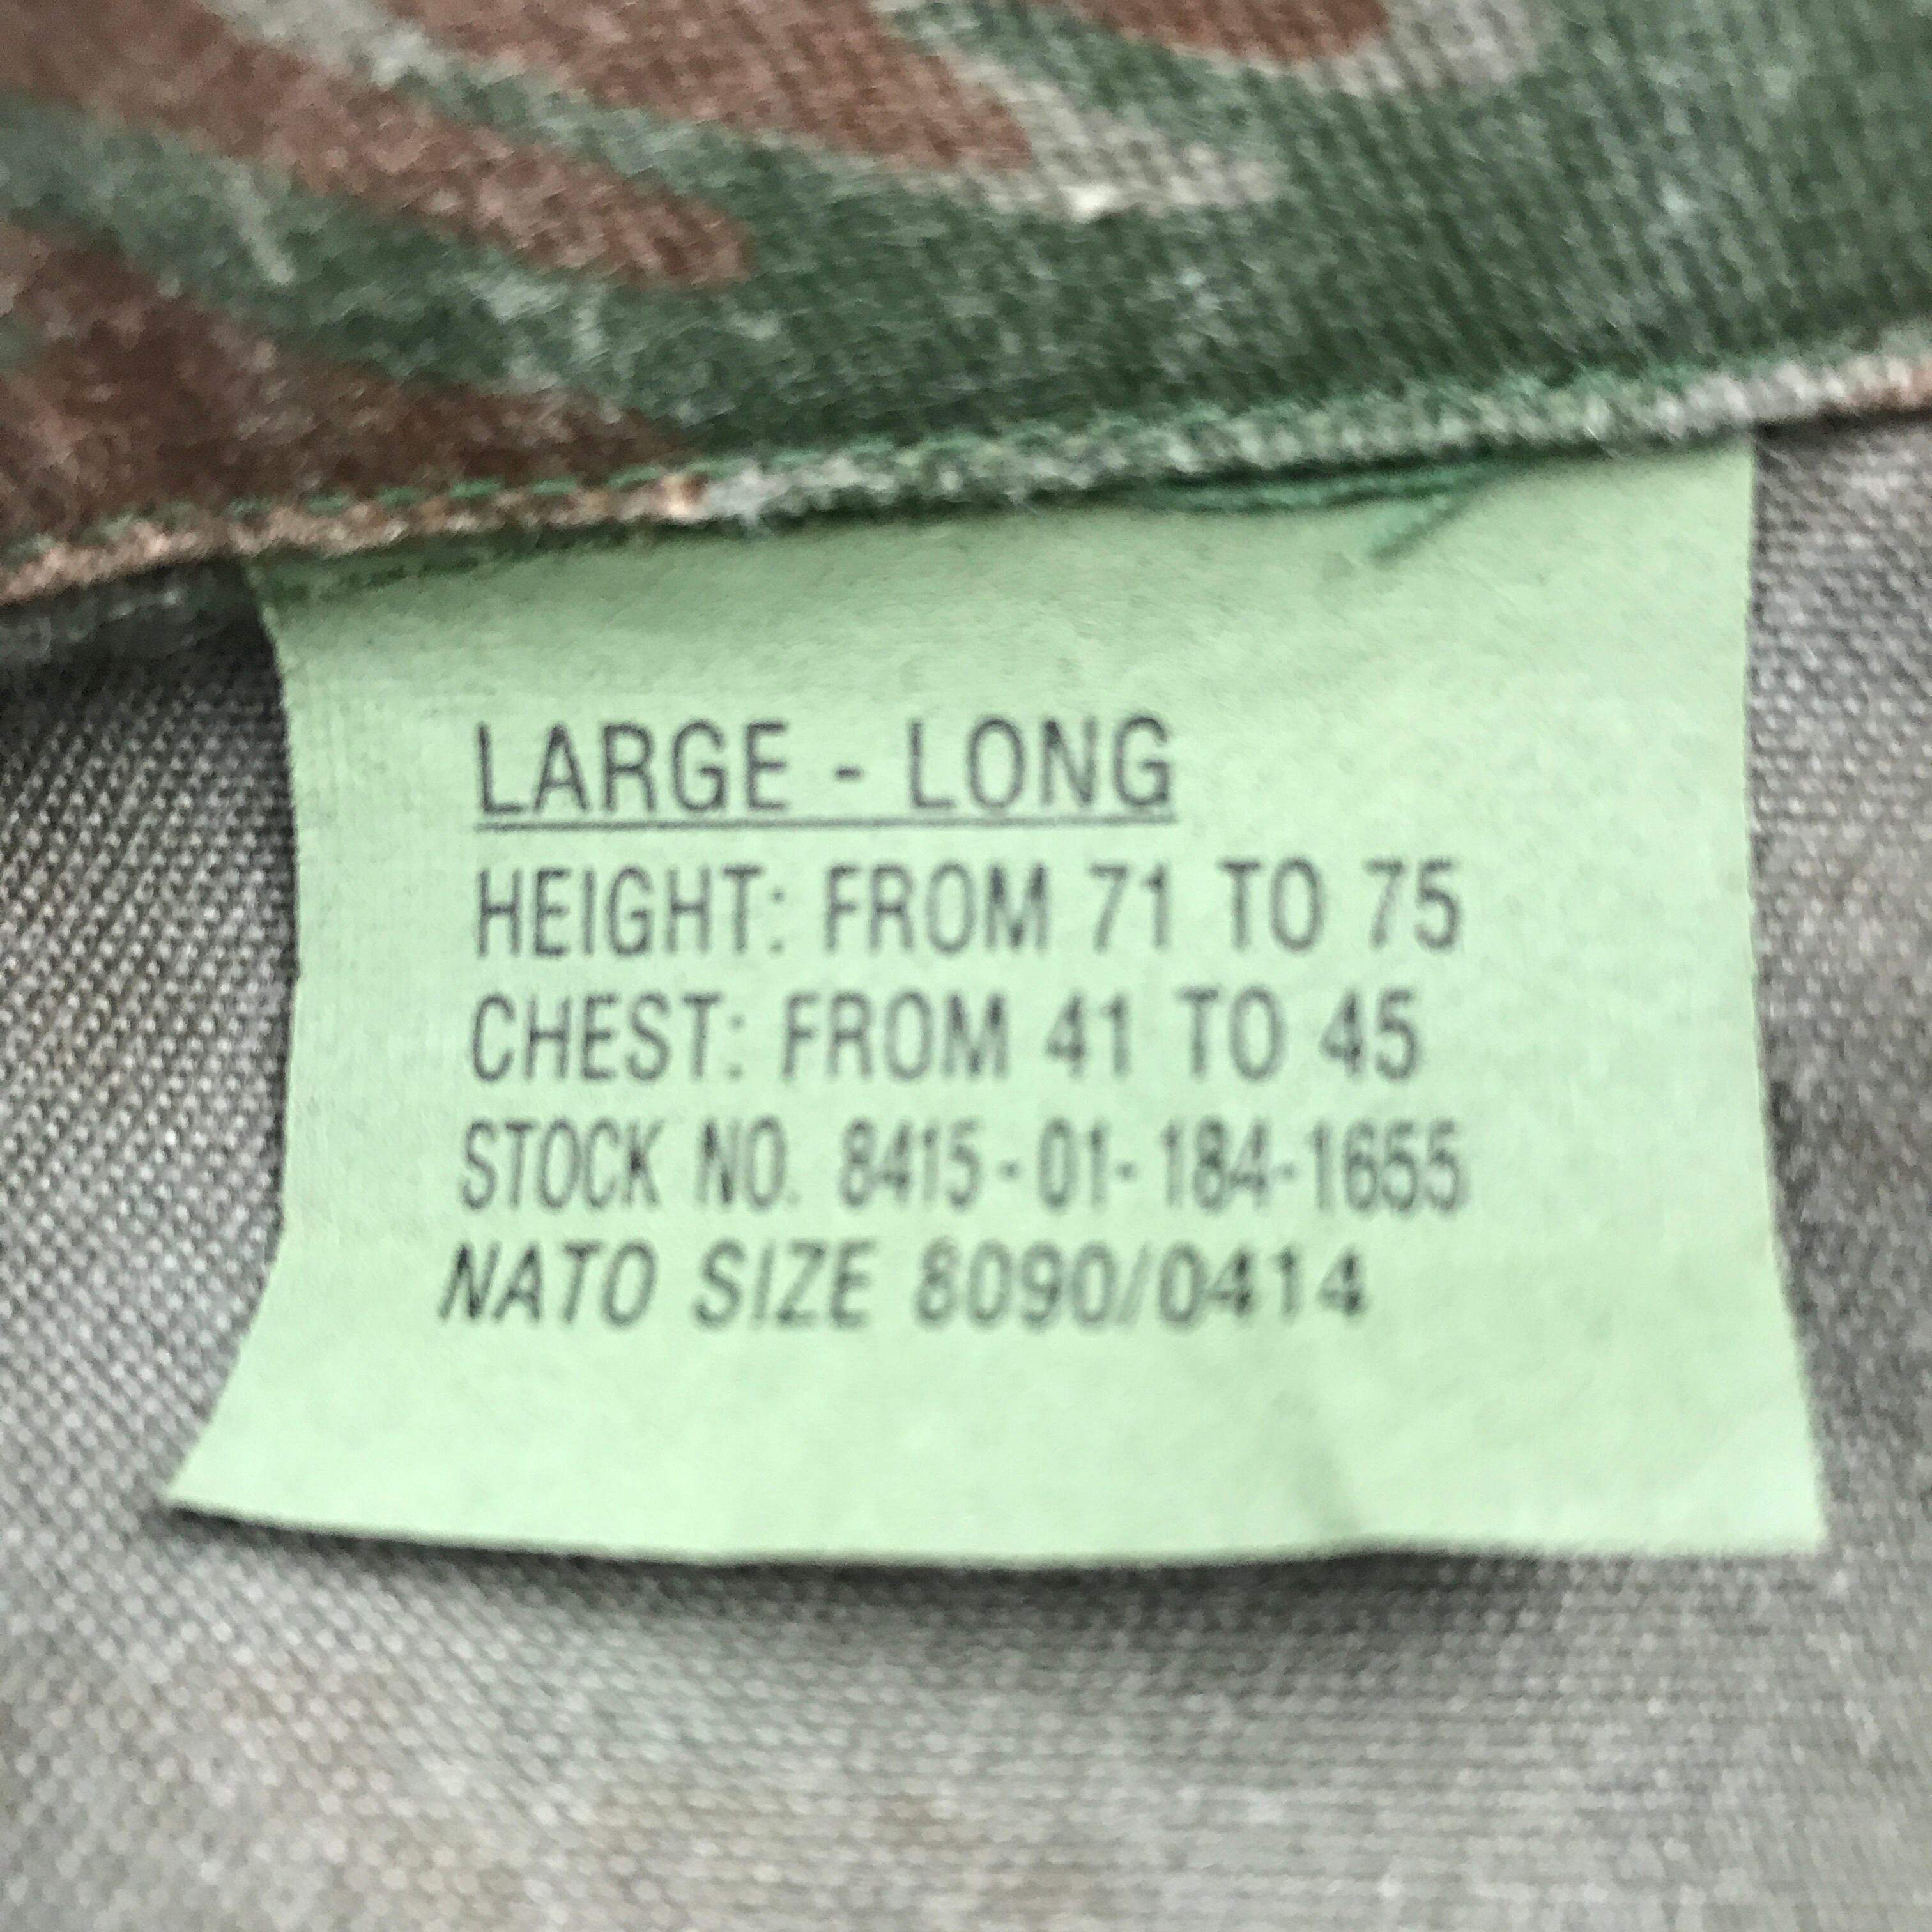 LARGE - LONG
HEIGHT: FROM 71 TO 75
CHEST: FROM 41 TO 45
STOCK NO. 8415-01-184-1655
NATO SIZE 8090/0414